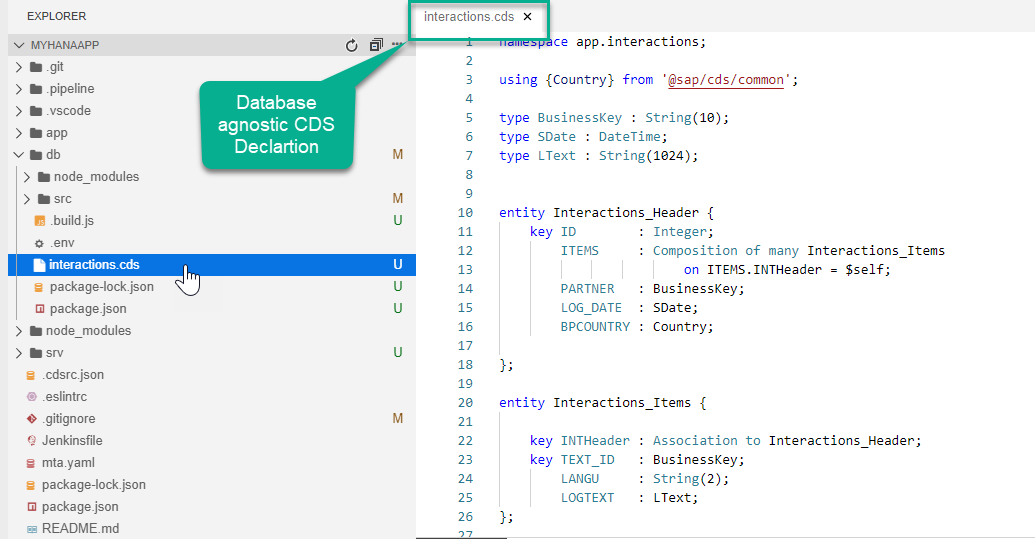 EXPLORER
MYHANAAPP
.git
.pipeline
.vscode
app
db M
node_modules
src M
.build.js U
.env
interactions.cds U
package-lock.json U
package.json U
node_modules
srv U
.cdsrc.json
.eslintrc
.gitignore M
Jenkinsfile
mta.yaml
package-lock.json
package.json
README.md
Database
agnostic CDS
Declartion
interactions.cds ×
1 namespace app.interactions;
2
3 using {Country} from '@sap/cds/common';
4
5 type BusinessKey : String(10);
6 type SDate : DateTime;
7 type LText : String(1024);
8
9
10 entity Interactions_Header {
11 key ID : Integer;
12 ITEMS : Composition of many Interactions_Items
13 on ITEMS.INTHeader = $self;
14 PARTNER : BusinessKey;
15 LOG_DATE : SDate;
16 BPCOUNTRY : Country;
17
18 };
19
20 entity Interactions_Items {
21
22 key INTHeader : Association to Interactions_Header;
23 key TEXT_ID : BusinessKey;
24 LANGU : String(2);
25 LOGTEXT : LText;
26 };
27